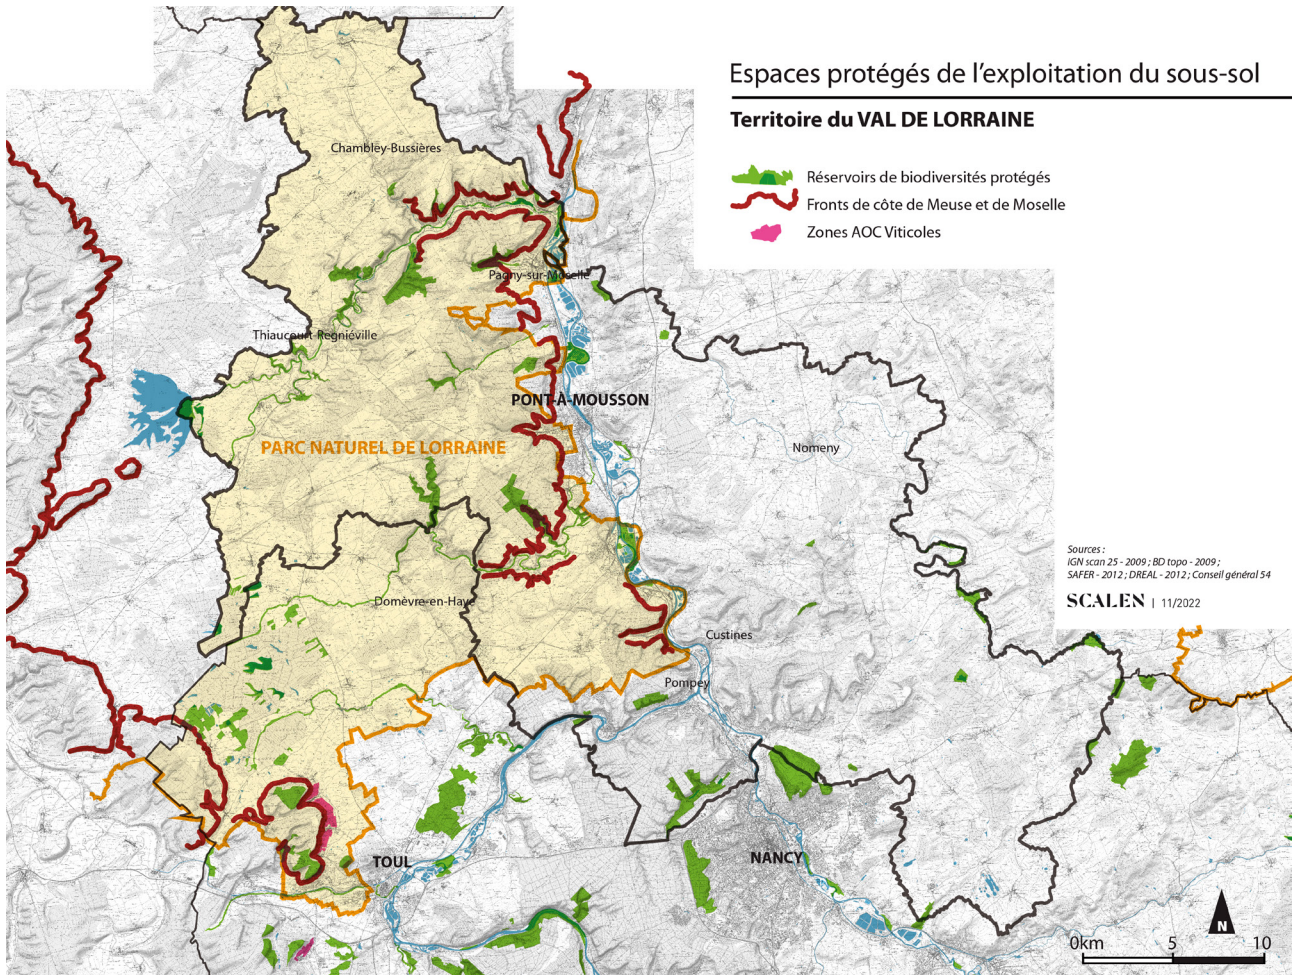 Espaces protégés de l'exploitation du sous-sol
Territoire du VAL DE LORRAINE
Réservoirs de biodiversités protégés
Fronts de côte de Meuse et de Moselle
Zones AOC Viticoles
Chambley-Bussières
Pagny-sur-Moselle
Thiaucourt-Regniéville
PONT-À-MOUSSON
PARC NATUREL DE LORRAINE
Nomeny
Sources :
IGN scan 25 - 2009 ; BD topo - 2009 ;
SAFER - 2012 ; DREAL - 2012 ; Conseil général 54
SCALEN | 11/2022
Domèvre-en-Haye
Custines
Pompey
TOUL
NANCY
N
0km 5 10